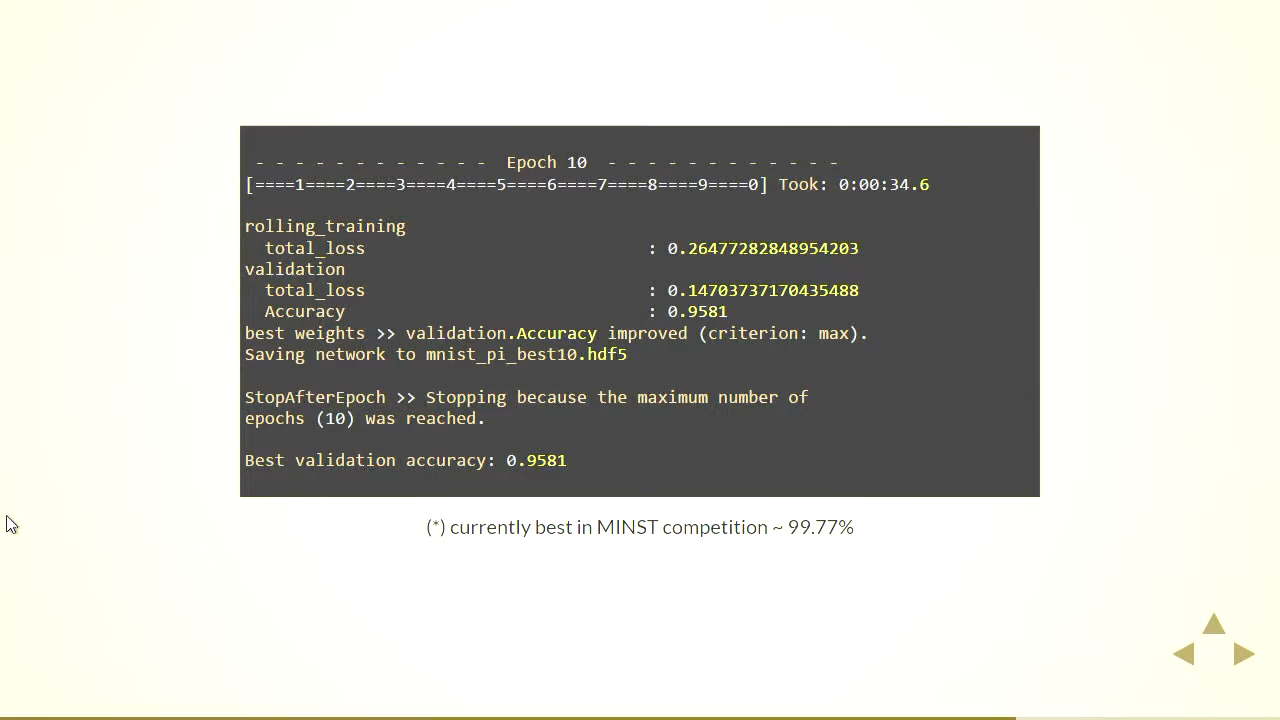 - - - - - - - - - - - - Epoch 10 - - - - - - - - - - - -
[====1====2====3====4====5====6====7====8====9====0] Took: 0:00:34.6
rolling_training
total_loss : 0.26477282848954203
validation
total_loss : 0.14703737170435488
Accuracy : 0.9581
best weights >> validation.Accuracy improved (criterion: max).
Saving network to mnist_pi_best10.hdf5
StopAfterEpoch >> Stopping because the maximum number of
epochs (10) was reached.
Best validation accuracy: 0.9581
(*) currently best in MINST competition ~ 99.77%